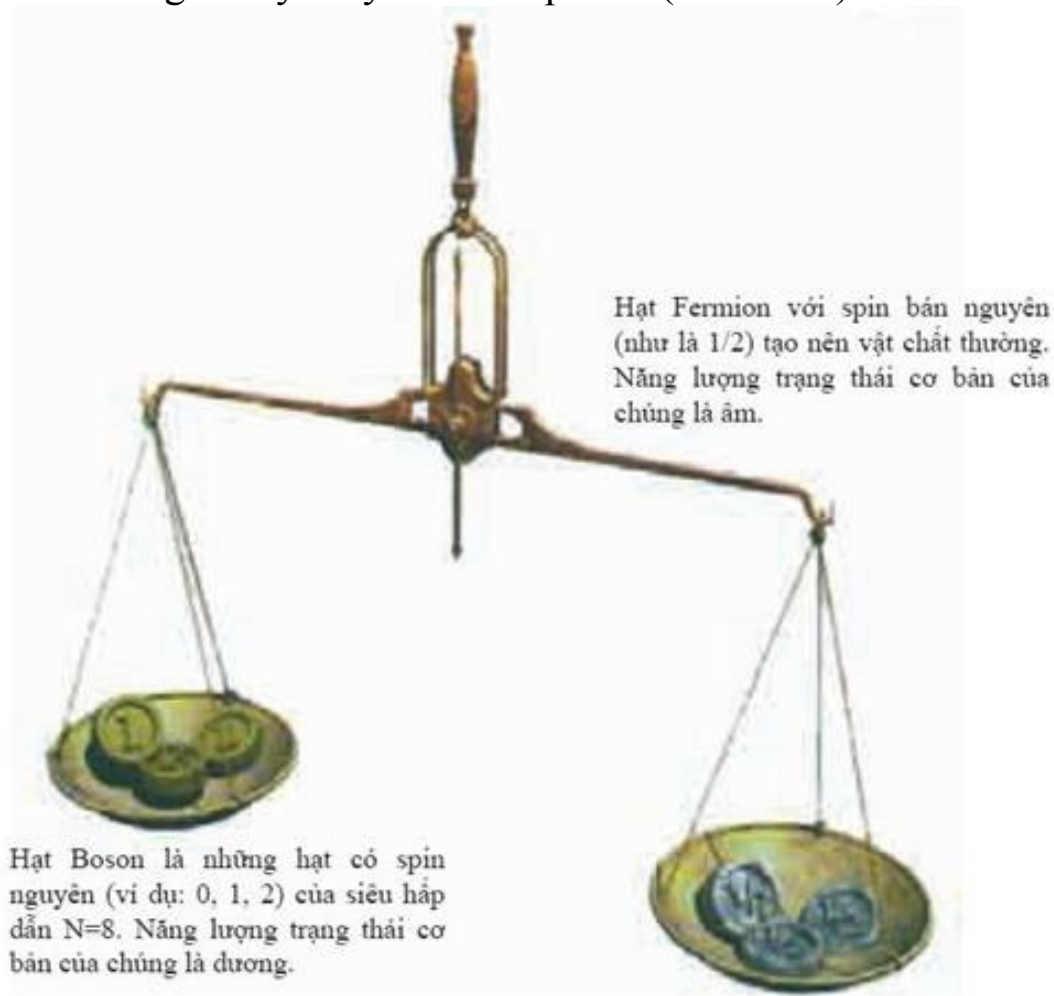 Hạt Fermion với spin bán nguyên
(như là 1/2) tạo nên vật chất thường.
Năng lượng trạng thái cơ bản của
chúng là âm.
Hạt Boson là những hạt có spin
nguyên (ví dụ: 0, 1, 2) của siêu hấp
dẫn N=8. Năng lượng trạng thái cơ
bản của chúng là dương.